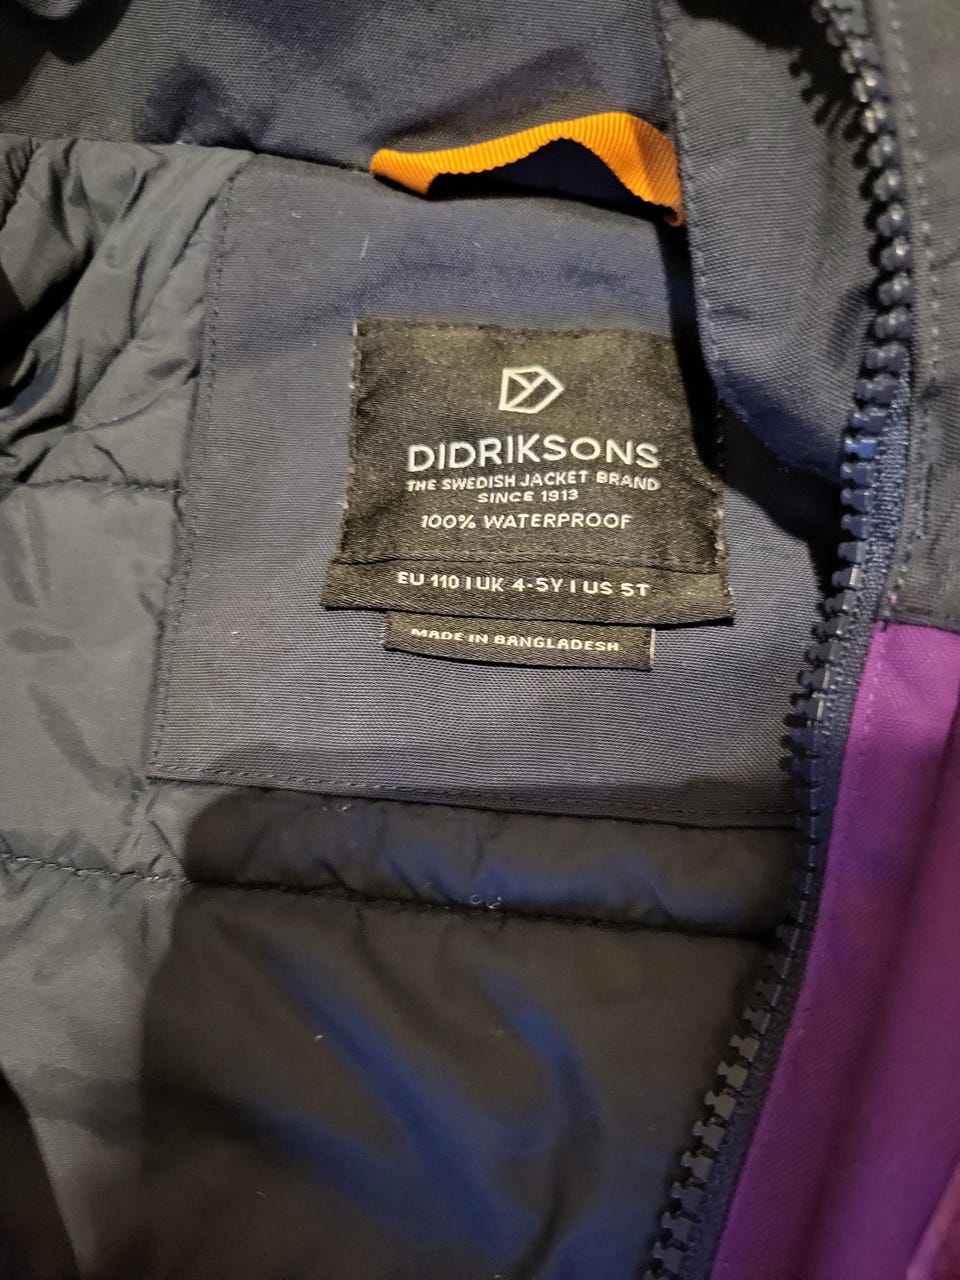 DIDRIKSONS
THE SWEDISH JACKET BRAND
SINCE 1913
100% WATERPROOF
EU 110 I UK 4-5Y I US 5T
MADE IN BANGLADESH